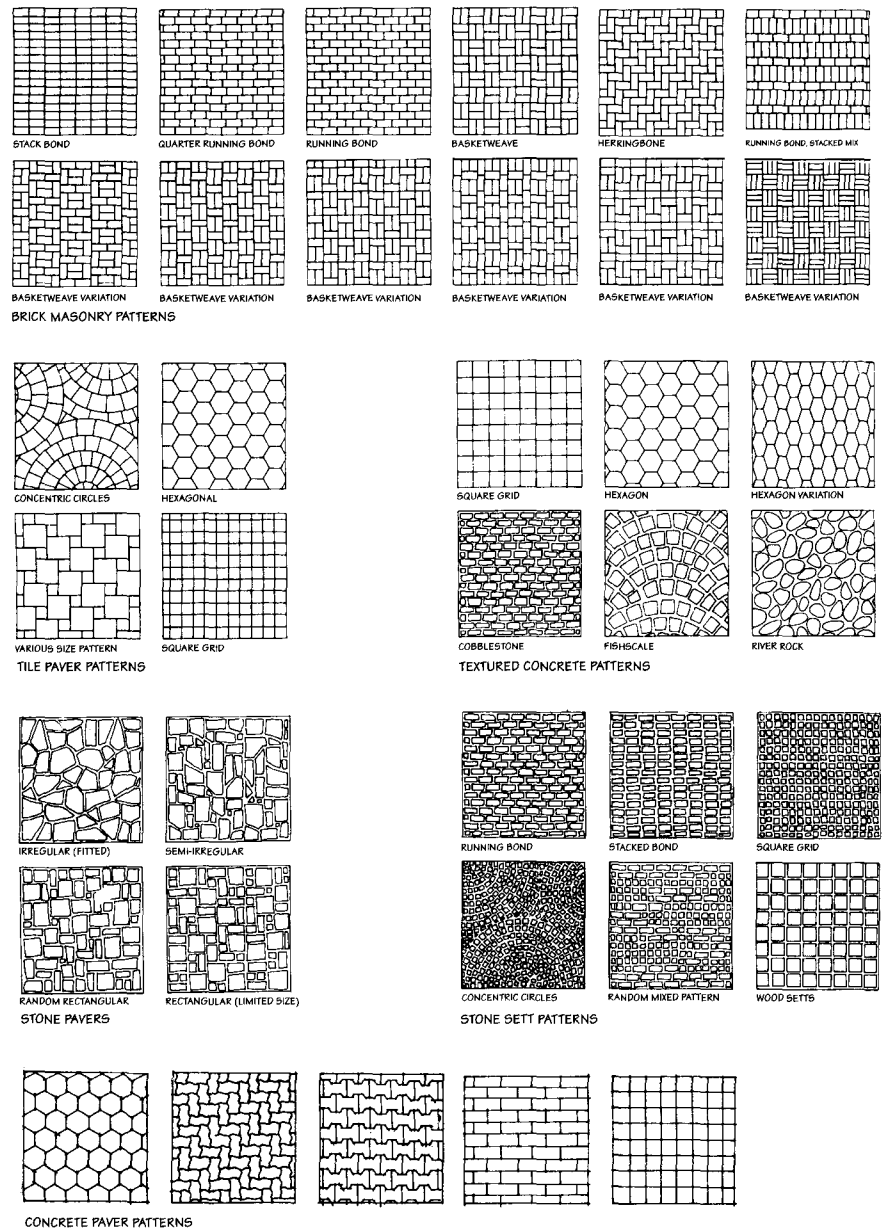 STACK BOND
QUARTER RUNNING BOND
RUNNING BOND
BASKETWEAVE
HERRINGBONE
RUNNING BOND, STACKED MIX
BASKETWEAVE VARIATION
BASKETWEAVE VARIATION
BASKETWEAVE VARIATION
BASKETWEAVE VARIATION
BASKETWEAVE VARIATION
BASKETWEAVE VARIATION
BRICK MASONRY PATTERNS
CONCENTRIC CIRCLES
HEXAGONAL
VARIOUS SIZE PATTERN
SQUARE GRID
TILE PAVER PATTERNS
SQUARE GRID
HEXAGON
HEXAGON VARIATION
COBBLESTONE
FISHSCALE
RIVER ROCK
TEXTURED CONCRETE PATTERNS
IRREGULAR (FITTED)
SEMI-IRREGULAR
RANDOM RECTANGULAR
RECTANGULAR (LIMITED SIZE)
STONE PAVERS
RUNNING BOND
STACKED BOND
SQUARE GRID
CONCENTRIC CIRCLES
RANDOM MIXED PATTERN
WOOD SETTS
STONE SETT PATTERNS
CONCRETE PAVER PATTERNS